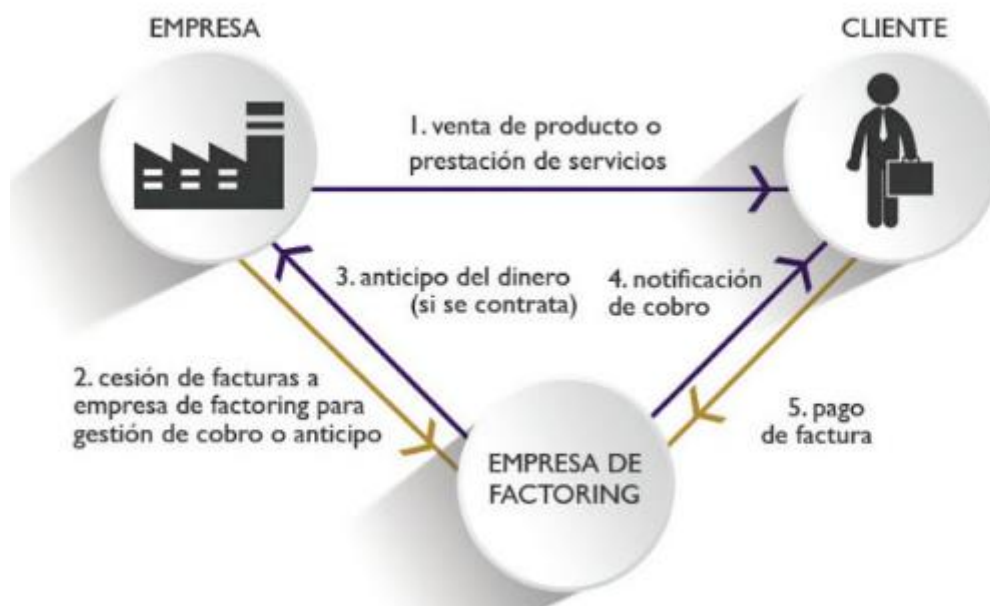 EMPRESA
CLIENTE
1. venta de producto o
prestación de servicios
3. anticipo del dinero
(si se contrata)
4. notificación
de cobro
2. cesión de facturas a
empresa de factoring para
gestión de cobro o anticipo
5. pago
de factura
EMPRESA DE
FACTORING